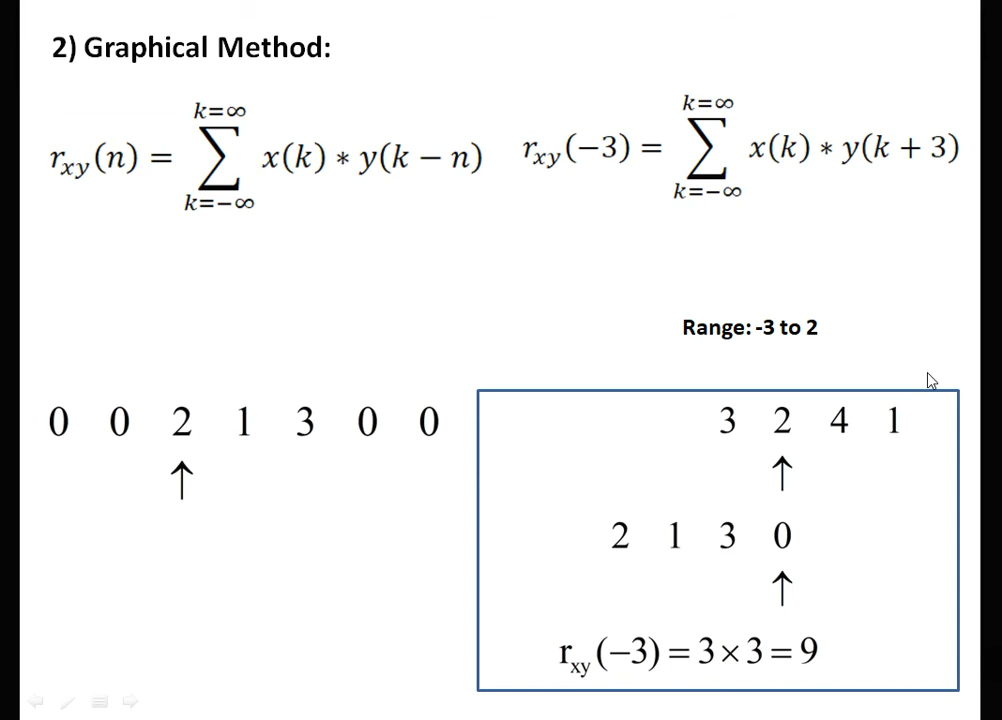 2) Graphical Method:
k=∞
r_xy(n) = ∑ x(k) * y(k − n)
k=−∞
k=∞
r_xy(−3) = ∑ x(k) * y(k + 3)
k=−∞
Range: -3 to 2
0 0 2 1 3 0 0
↑
3 2 4 1
↑
2 1 3 0
↑
r_xy(−3) = 3 × 3 = 9